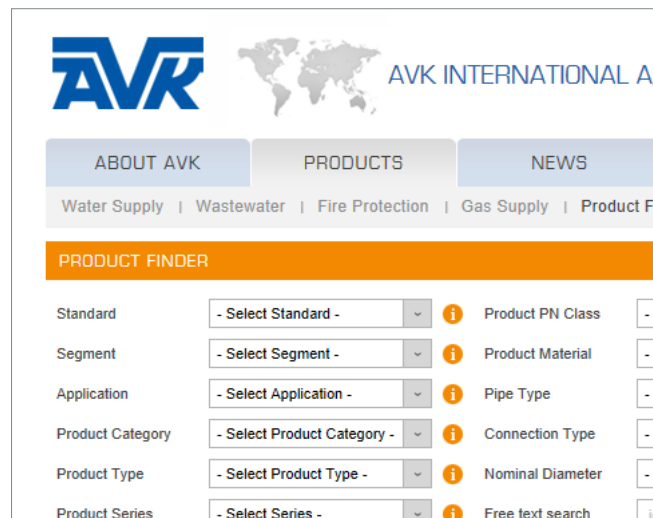 AVK
AVK INTERNATIONAL A
ABOUT AVK PRODUCTS NEWS
Water Supply | Wastewater | Fire Protection | Gas Supply | Product F
PRODUCT FINDER
Standard - Select Standard - i Product PN Class -
Segment - Select Segment - i Product Material -
Application - Select Application - i Pipe Type -
Product Category - Select Product Category - i Connection Type -
Product Type - Select Product Type - i Nominal Diameter -
Product Series - Select Series - i Free text search